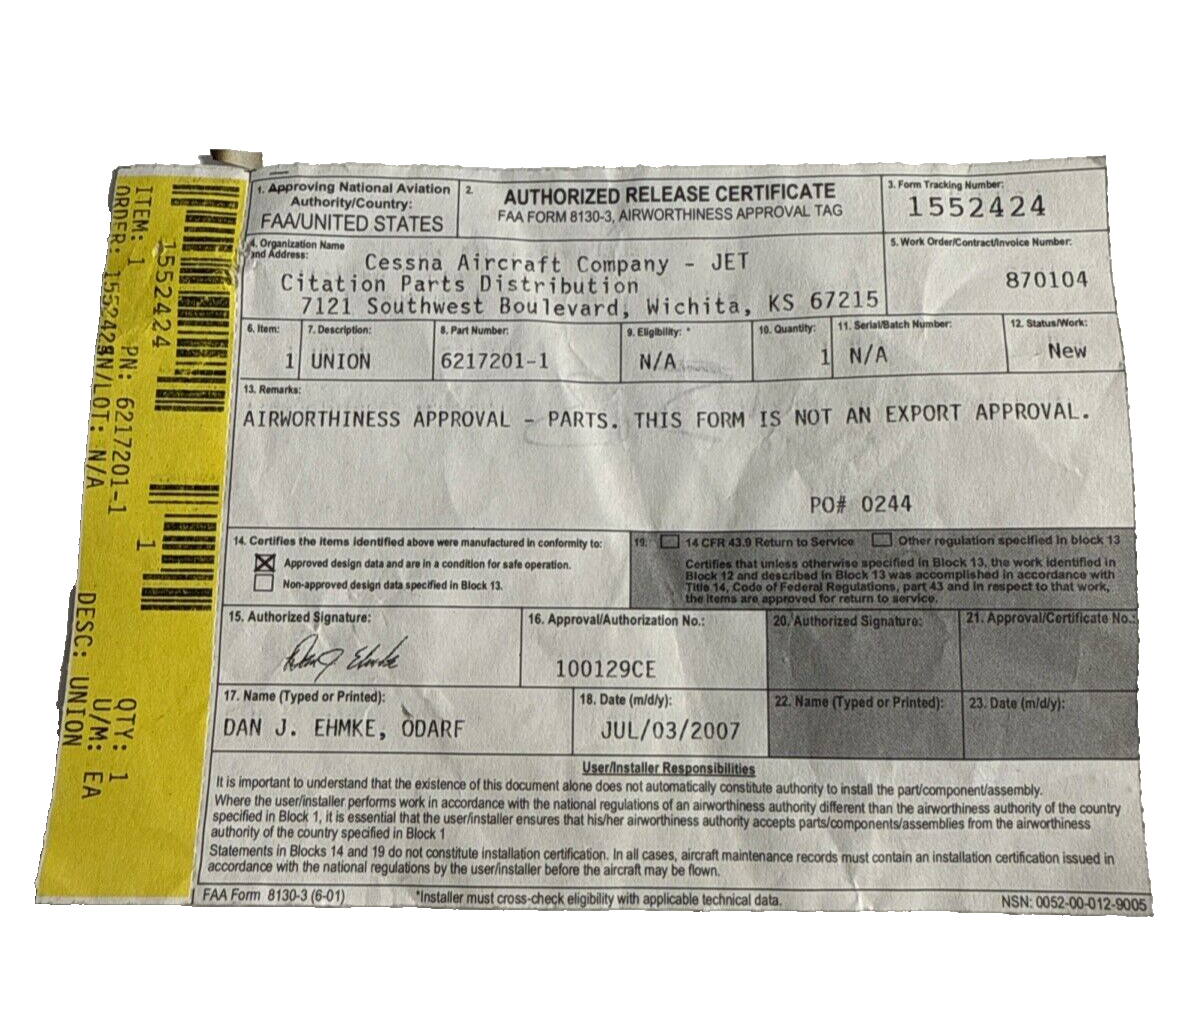 ITEM: 1 PN: 6217201-1 QTY: 1
ORDER: 1552424 SN/LOT: N/A U/M: EA
1552424
1
DESC: UNION
1. Approving National Aviation
Authority/Country:
FAA/UNITED STATES
2.
AUTHORIZED RELEASE CERTIFICATE
FAA FORM 8130-3, AIRWORTHINESS APPROVAL TAG
3. Form Tracking Number:
1552424
4. Organization Name
and Address:
Cessna Aircraft Company - JET
Citation Parts Distribution
7121 Southwest Boulevard, Wichita, KS 67215
5. Work Order/Contract/Invoice Number:
870104
6. Item:
1
7. Description:
UNION
8. Part Number:
6217201-1
9. Eligibility: *
N/A
10. Quantity:
1
11. Serial/Batch Number:
N/A
12. Status/Work:
New
13. Remarks:
AIRWORTHINESS APPROVAL - PARTS. THIS FORM IS NOT AN EXPORT APPROVAL.
PO# 0244
14. Certifies the items identified above were manufactured in conformity to:
Approved design data and are in a condition for safe operation.
Non-approved design data specified in Block 13.
19. 14 CFR 43.9 Return to Service Other regulation specified in block 13
Certifies that unless otherwise specified in Block 13, the work identified in
Block 12 and described in Block 13 was accomplished in accordance with
Title 14, Code of Federal Regulations, part 43 and in respect to that work,
the items are approved for return to service.
15. Authorized Signature:
Dan J Ehmke
16. Approval/Authorization No.:
100129CE
20. Authorized Signature:
21. Approval/Certificate No.:
17. Name (Typed or Printed):
DAN J. EHMKE, ODARF
18. Date (m/d/y):
JUL/03/2007
22. Name (Typed or Printed):
23. Date (m/d/y):
User/Installer Responsibilities
It is important to understand that the existence of this document alone does not automatically constitute authority to install the part/component/assembly.
Where the user/installer performs work in accordance with the national regulations of an airworthiness authority different than the airworthiness authority of the country
specified in Block 1, it is essential that the user/installer ensures that his/her airworthiness authority accepts parts/components/assemblies from the airworthiness
authority of the country specified in Block 1
Statements in Blocks 14 and 19 do not constitute installation certification. In all cases, aircraft maintenance records must contain an installation certification issued in
accordance with the national regulations by the user/installer before the aircraft may be flown.
FAA Form 8130-3 (6-01)
*Installer must cross-check eligibility with applicable technical data.
NSN: 0052-00-012-9005